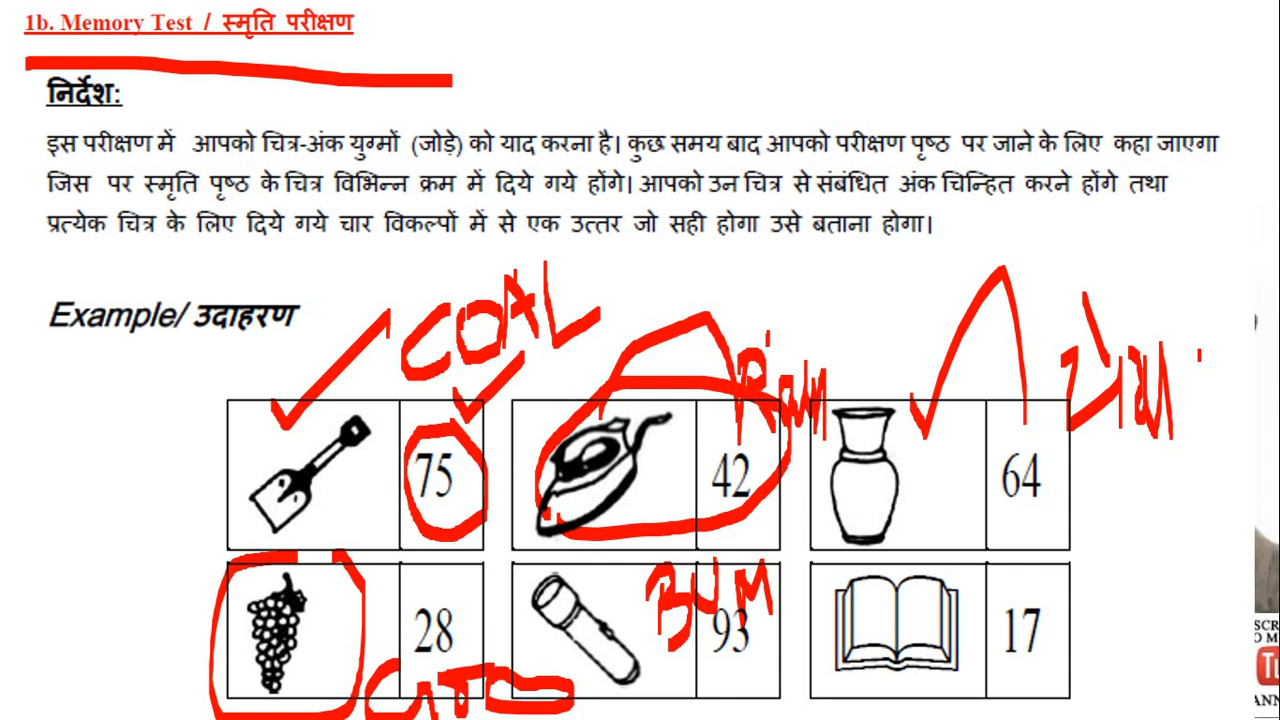 1b. Memory Test / स्मृति परीक्षण
निर्देश:
इस परीक्षण में आपको चित्र-अंक युग्मों (जोड़े) को याद करना है। कुछ समय बाद आपको परीक्षण पृष्ठ पर जाने के लिए कहा जाएगा
जिस पर स्मृति पृष्ठ के चित्र विभिन्न क्रम में दिये गये होंगे। आपको उन चित्र से संबंधित अंक चिन्हित करने होंगे तथा
प्रत्येक चित्र के लिए दिये गये चार विकल्पों में से एक उत्तर जो सही होगा उसे बताना होगा।
Example/ उदाहरण
COAL
75 42 64
BUM
28 93 17